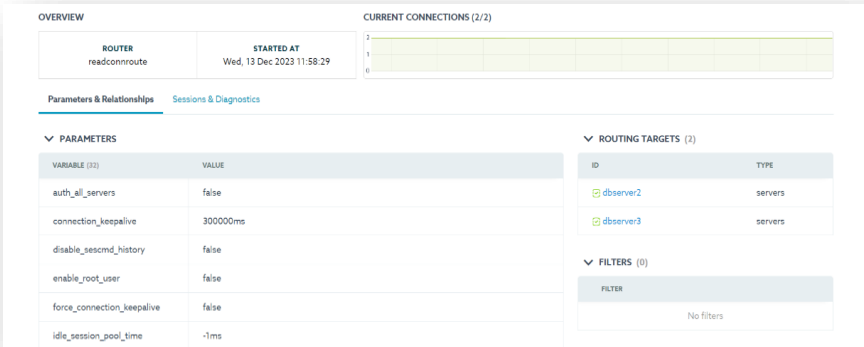 OVERVIEW
CURRENT CONNECTIONS (2/2)
ROUTER
readconnroute
STARTED AT
Wed, 13 Dec 2023 11:58:29
2
1
0
Parameters & Relationships
Sessions & Diagnostics
PARAMETERS
VARIABLE (32) VALUE
auth_all_servers false
connection_keepalive 300000ms
disable_sescmd_history false
enable_root_user false
force_connection_keepalive false
idle_session_pool_time -1ms
ROUTING TARGETS (2)
ID TYPE
dbserver2 servers
dbserver3 servers
FILTERS (0)
FILTER
No filters